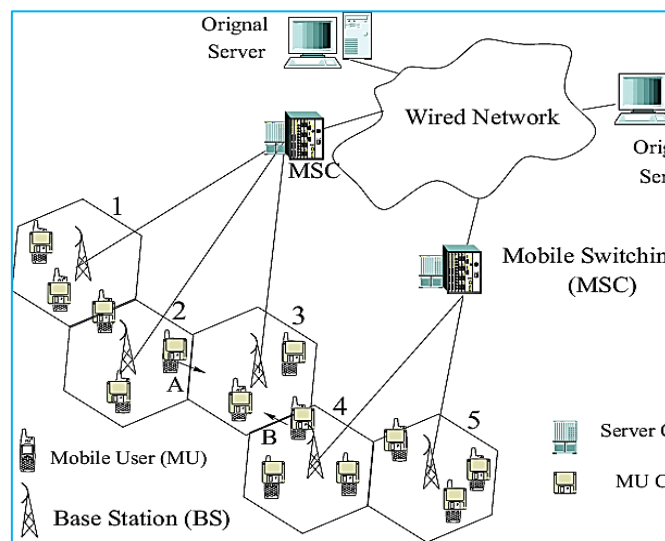 Orignal
Server
Wired Network
MSC
Orig
Ser
1
Mobile Switchin
(MSC)
2
3
A
B
4
5
Mobile User (MU)
Server C
MU C
Base Station (BS)